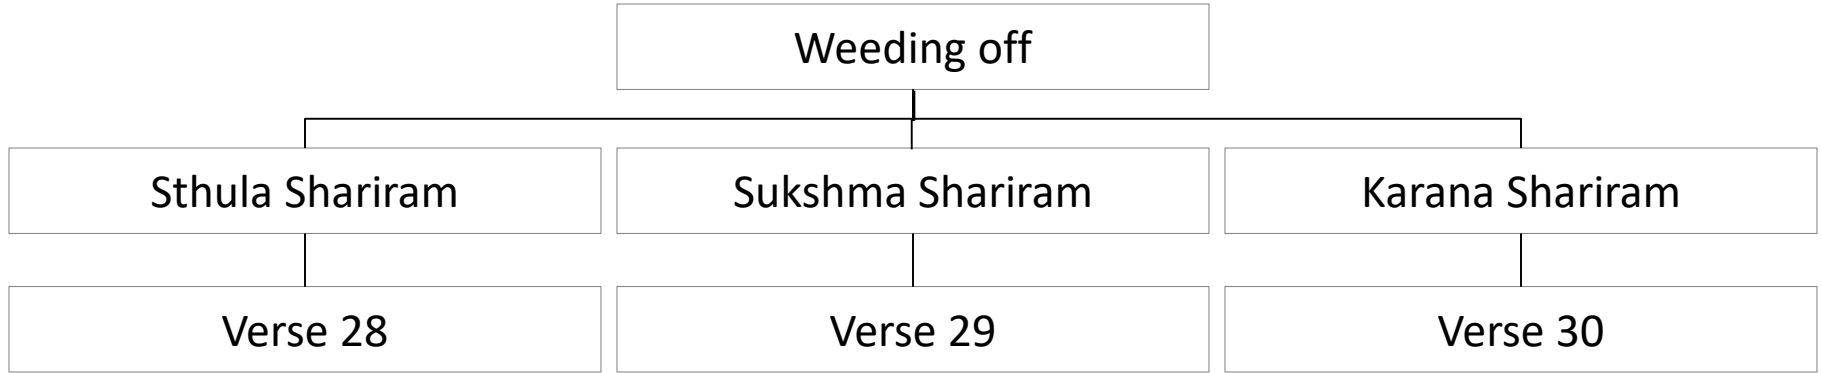 Weeding off
Sthula Shariram
Sukshma Shariram
Karana Shariram
Verse 28
Verse 29
Verse 30